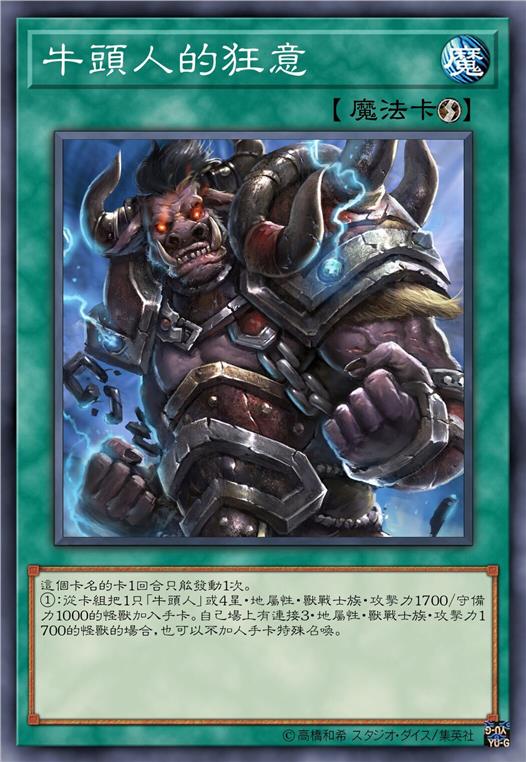 牛頭人的狂意
魔
【魔法卡】
這個卡名的卡1回合只能發動1次。
①:從卡組把1只「牛頭人」或4星·地屬性·獸戰士族·攻擊力1700/守備
力1000的怪獸加入手卡。自己場上有連接3·地屬性·獸戰士族·攻擊力1
700的怪獸的場合,也可以不加入手卡特殊召喚。
©高橋和希 スタジオ·ダイス/集英社
YU-G